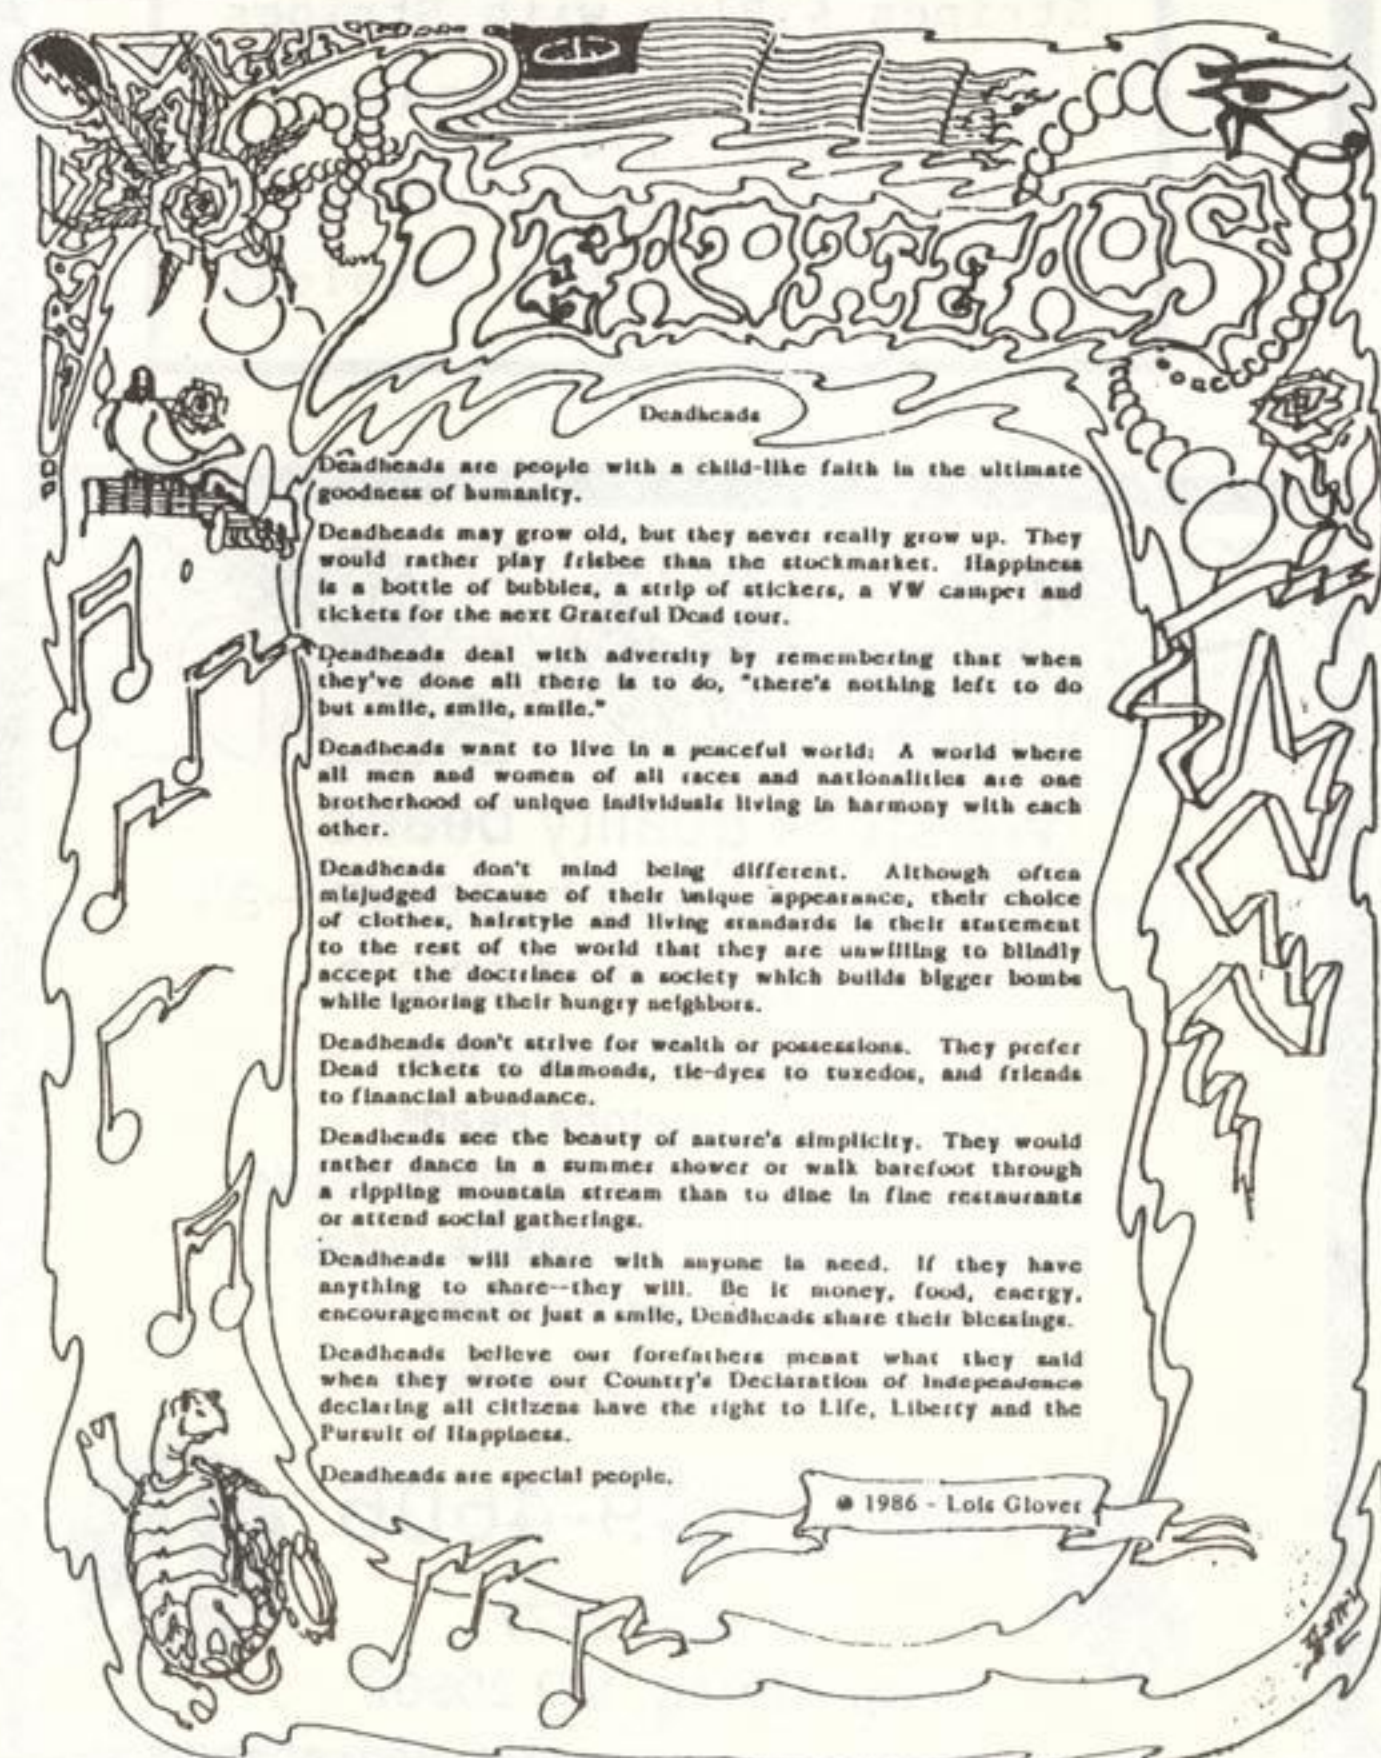 DEADHEADS
Deadheads
Deadheads are people with a child-like faith in the ultimate
goodness of humanity.
Deadheads may grow old, but they never really grow up. They
would rather play frisbee than the stockmarket. Happiness
is a bottle of bubbles, a strip of stickers, a VW camper and
tickets for the next Grateful Dead tour.
Deadheads deal with adversity by remembering that when
they've done all there is to do, "there's nothing left to do
but smile, smile, smile."
Deadheads want to live in a peaceful world; A world where
all men and women of all races and nationalities are one
brotherhood of unique individuals living in harmony with each
other.
Deadheads don't mind being different. Although often
misjudged because of their unique appearance, their choice
of clothes, hairstyle and living standards is their statement
to the rest of the world that they are unwilling to blindly
accept the doctrines of a society which builds bigger bombs
while ignoring their hungry neighbors.
Deadheads don't strive for wealth or possessions. They prefer
Dead tickets to diamonds, tie-dyes to tuxedos, and friends
to financial abundance.
Deadheads see the beauty of nature's simplicity. They would
rather dance in a summer shower or walk barefoot through
a rippling mountain stream than to dine in fine restaurants
or attend social gatherings.
Deadheads will share with anyone in need. If they have
anything to share--they will. Be it money, food, energy,
encouragement or just a smile, Deadheads share their blessings.
Deadheads believe our forefathers meant what they said
when they wrote our Country's Declaration of Independence
declaring all citizens have the right to Life, Liberty and the
Pursuit of Happiness.
Deadheads are special people.
© 1986 - Lois Glover